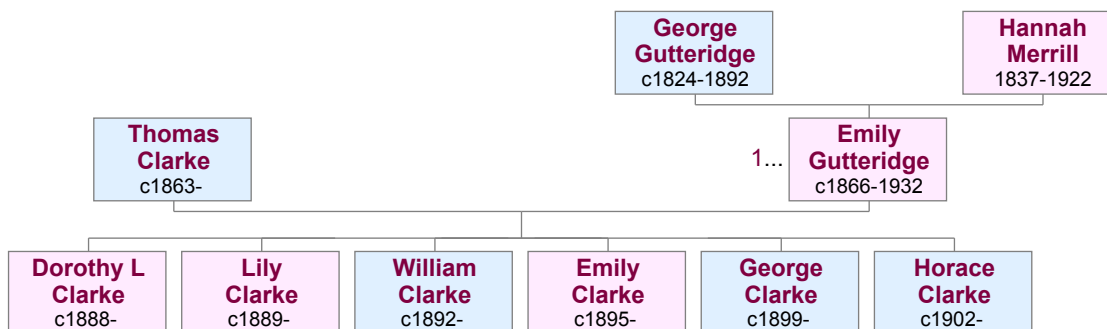 George
Gutteridge
c1824-1892
Hannah
Merrill
1837-1922
Thomas
Clarke
c1863-
1...
Emily
Gutteridge
c1866-1932
Dorothy L
Clarke
c1888-
Lily
Clarke
c1889-
William
Clarke
c1892-
Emily
Clarke
c1895-
George
Clarke
c1899-
Horace
Clarke
c1902-